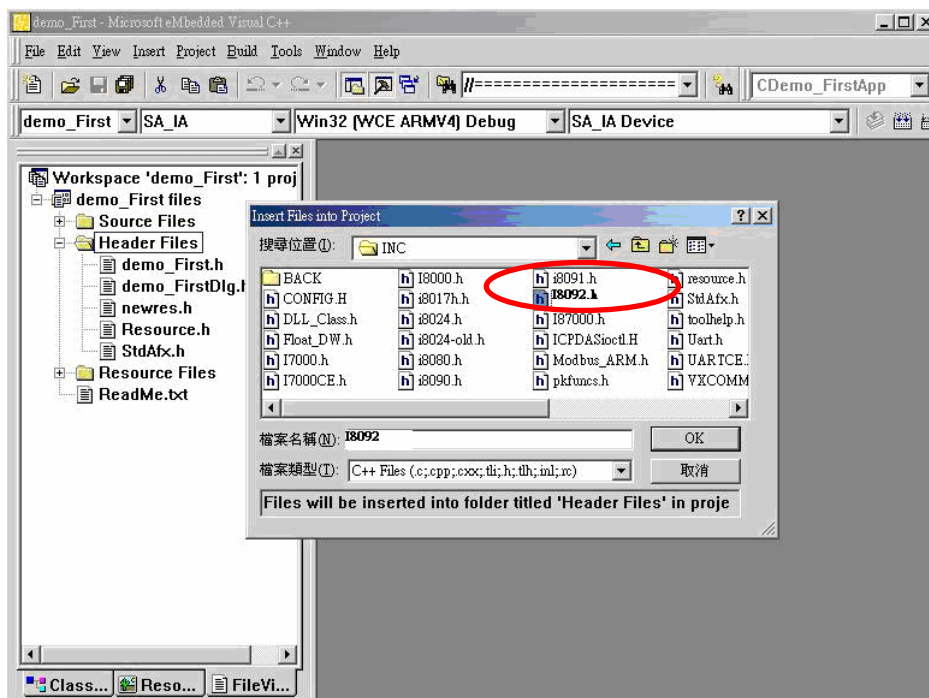 demo_First - Microsoft eMbedded Visual C++
File Edit View Insert Project Build Tools Window Help
//===================== CDemo_FirstApp
demo_First SA_IA Win32 (WCE ARMV4) Debug SA_IA Device
Workspace 'demo_First': 1 proj
demo_First files
Source Files
Header Files
demo_First.h
demo_FirstDlg.h
newres.h
Resource.h
StdAfx.h
Resource Files
ReadMe.txt
Class... Reso... FileVi...
Insert Files into Project
搜尋位置(I): INC
BACK I8000.h i8091.h resource.h
CONFIG.H i8017h.h I8092.h StdAfx.h
DLL_Class.h i8024.h I87000.h toolhelp.h
Float_DW.h i8024-old.h ICPDASioctl.H Uart.h
I7000.h i8080.h Modbus_ARM.h UARTCE.
I7000CE.h i8090.h pkfuncs.h VXCOMM
檔案名稱(N): I8092 OK
檔案類型(T): C++ Files (.c;.cpp;.cxx;.tli;.h;.tlh;.inl;.rc) 取消
Files will be inserted into folder titled 'Header Files' in proje